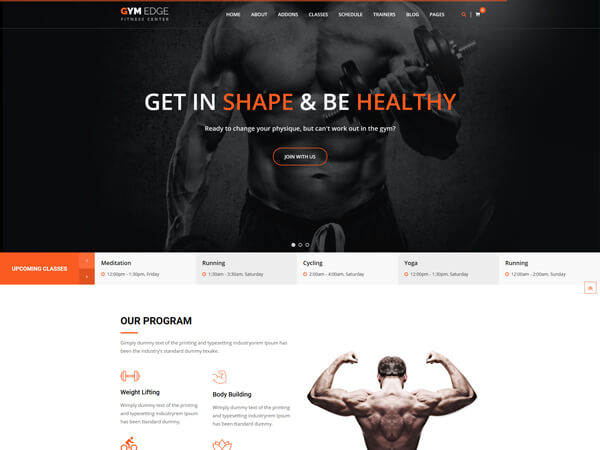 GYM EDGE
FITNESS CENTER
HOME ABOUT ADDONS CLASSES SCHEDULE TRAINERS BLOG PAGES
GET IN SHAPE & BE HEALTHY
Ready to change your physique, but can't work out in the gym?
JOIN WITH US
UPCOMING CLASSES
Meditation
12:00pm - 1:30pm, Friday
Running
1:30am - 3:30am, Saturday
Cycling
2:00am - 4:00am, Saturday
Yoga
12:00pm - 1:30pm, Saturday
Running
12:00am - 2:00am, Sunday
OUR PROGRAM
Gimply dummy text of the printing and typesetting industryorem Ipsum has
been the industry's standard dummy texake.
Weight Lifting
Wimply dummy text of the printing
and typesetting industryrem Ipsum
has been ttandard dummy.
Body Building
Wimply dummy text of the printing
and typesetting industryrem Ipsum
has been ttandard dummy.